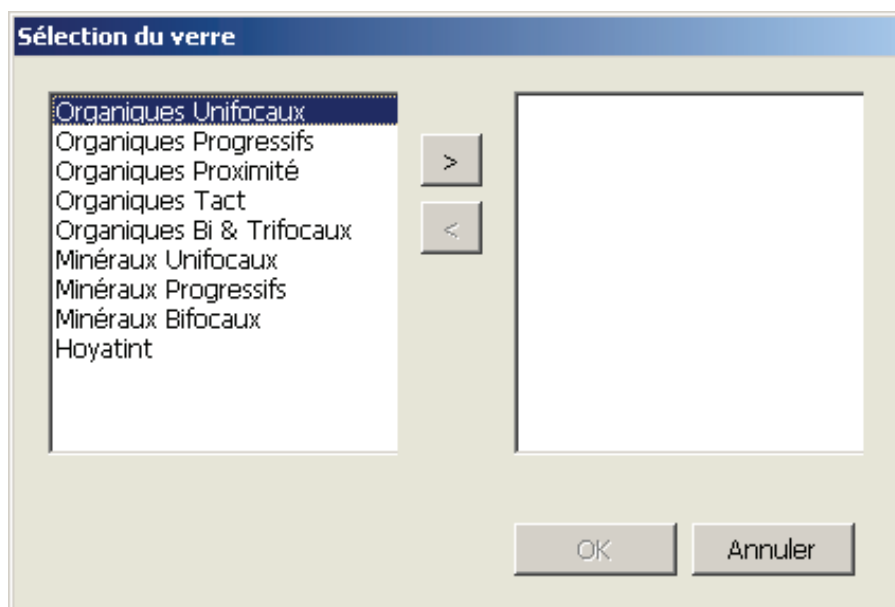 Sélection du verre
Organiques Unifocaux
Organiques Progressifs
Organiques Proximité
Organiques Tact
Organiques Bi & Trifocaux
Minéraux Unifocaux
Minéraux Progressifs
Minéraux Bifocaux
Hoyatint
>
<
OK
Annuler